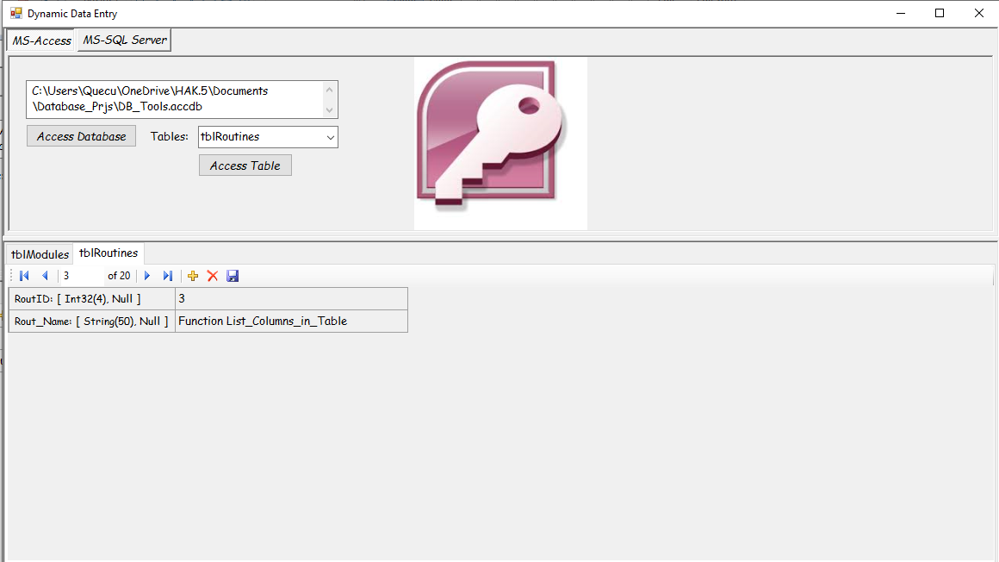 Dynamic Data Entry
MS-Access MS-SQL Server
C:\Users\Quecu\OneDrive\HAK.5\Documents
\Database_Prjs\DB_Tools.accdb
Access Database Tables: tblRoutines
Access Table
tblModules tblRoutines
3 of 20
RoutID: [ Int32(4), Null ] 3
Rout_Name: [ String(50), Null ] Function List_Columns_in_Table